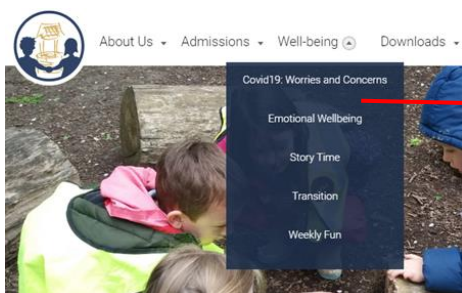 About Us Admissions Well-being Downloads
Covid19: Worries and Concerns
Emotional Wellbeing
Story Time
Transition
Weekly Fun